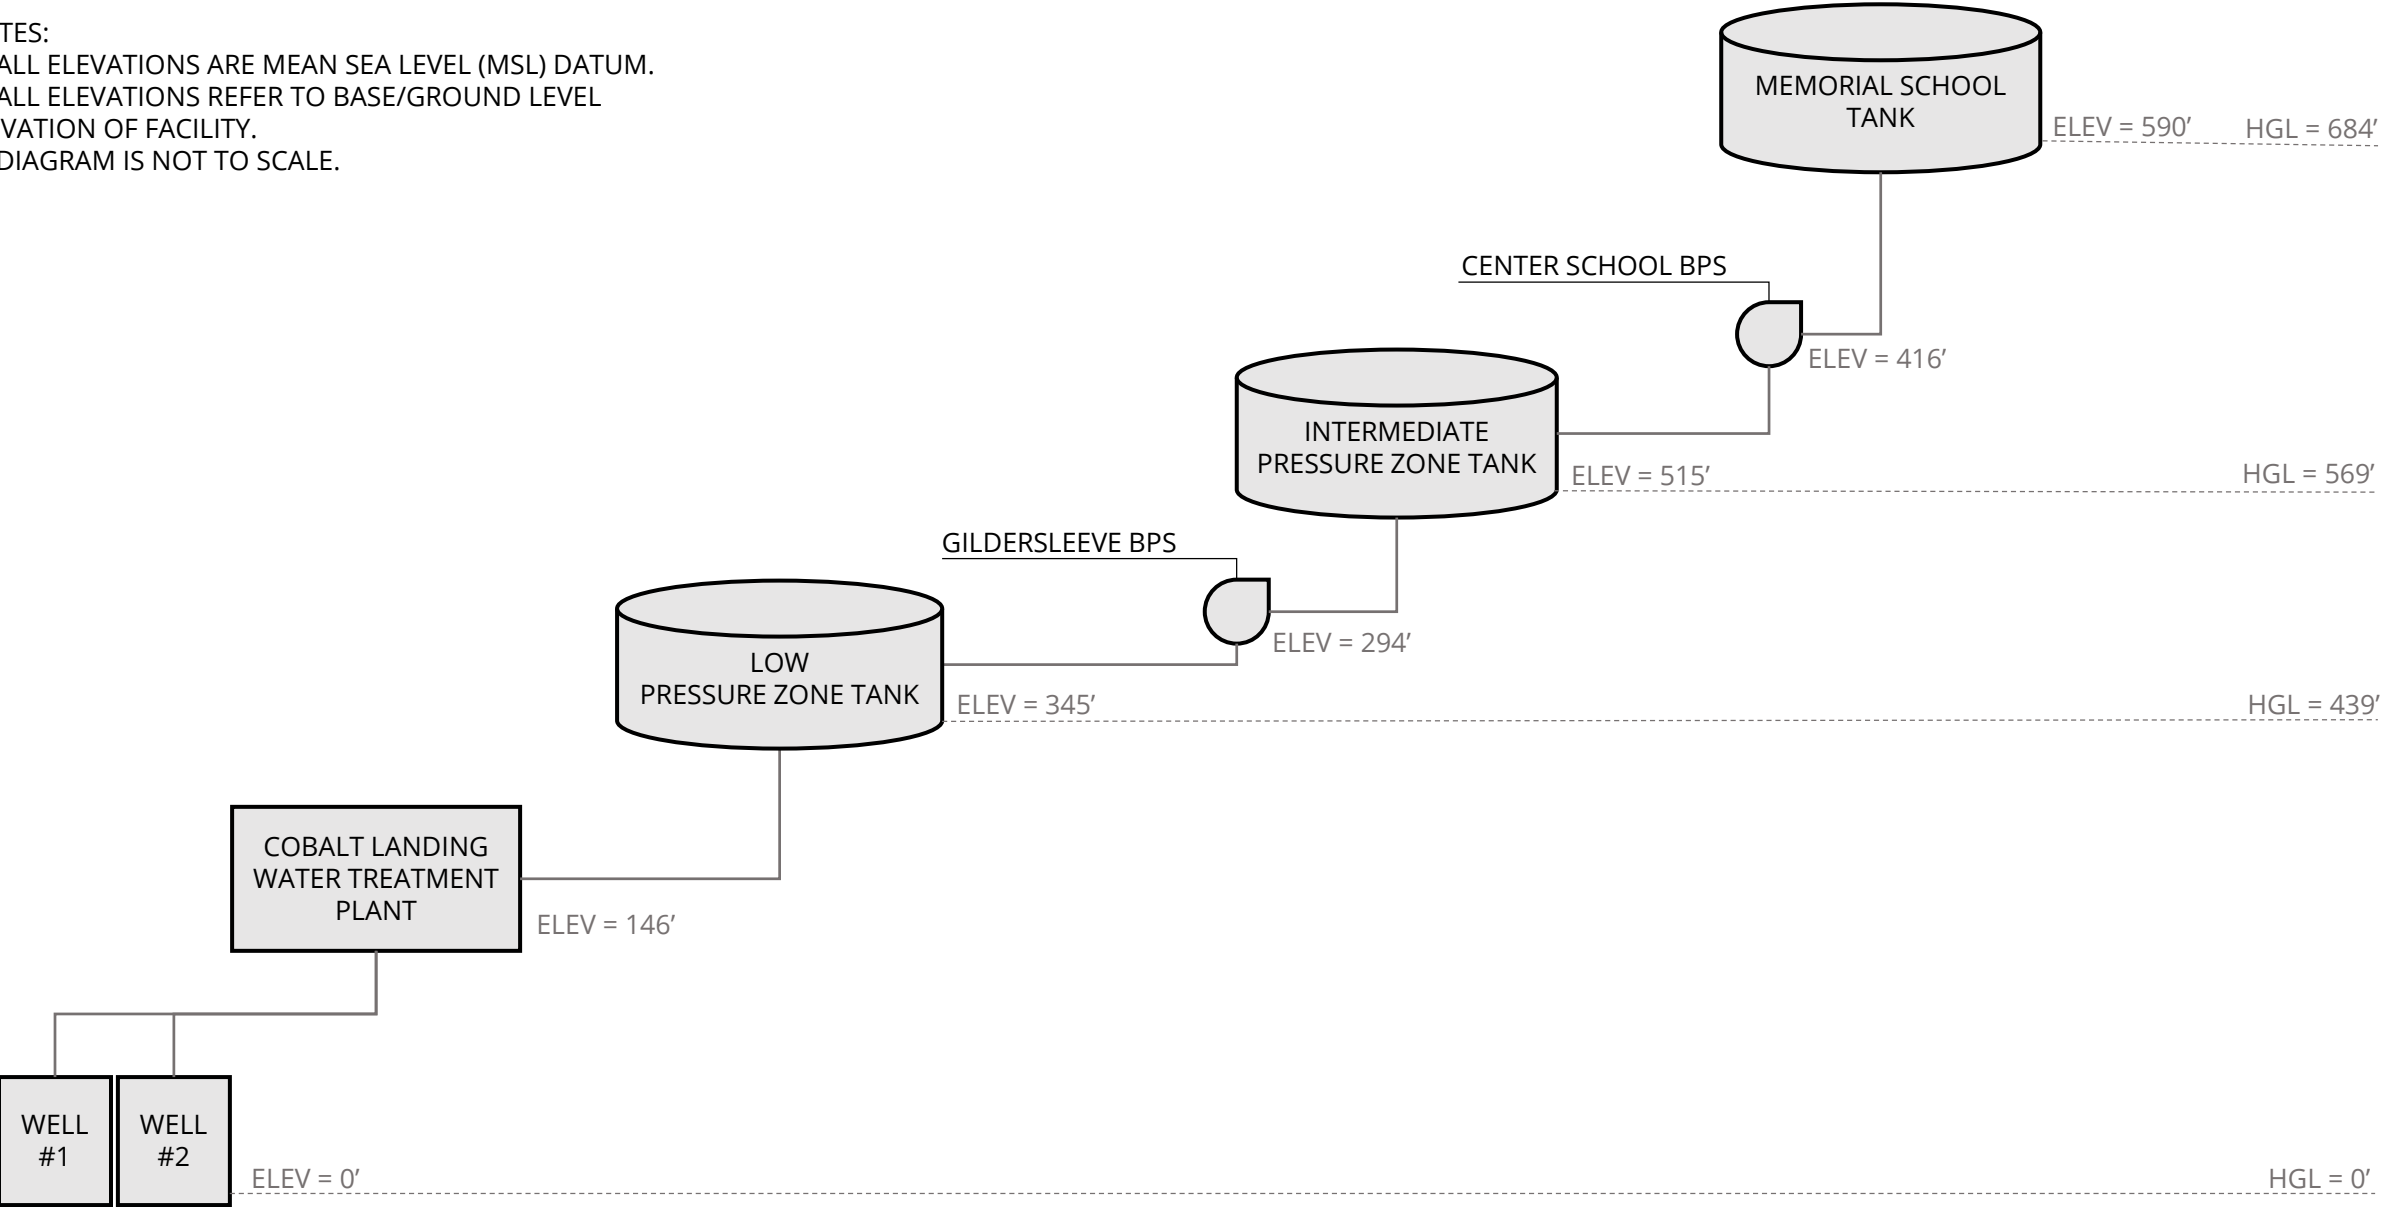 TES:
ALL ELEVATIONS ARE MEAN SEA LEVEL (MSL) DATUM.
ALL ELEVATIONS REFER TO BASE/GROUND LEVEL
VATION OF FACILITY.
DIAGRAM IS NOT TO SCALE.
MEMORIAL SCHOOL
TANK
ELEV = 590’
HGL = 684’
CENTER SCHOOL BPS
ELEV = 416’
INTERMEDIATE
PRESSURE ZONE TANK
ELEV = 515’
HGL = 569’
GILDERSLEEVE BPS
ELEV = 294’
LOW
PRESSURE ZONE TANK
ELEV = 345’
HGL = 439’
COBALT LANDING
WATER TREATMENT
PLANT
ELEV = 146’
WELL
#1
WELL
#2
ELEV = 0’
HGL = 0’